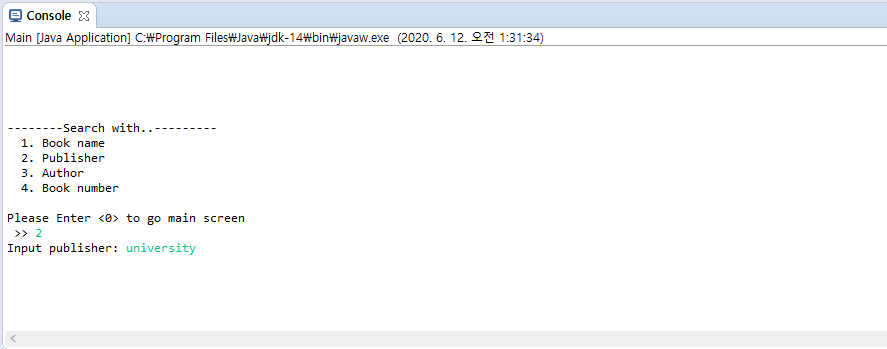 Console
Main [Java Application] C:₩Program Files₩Java₩jdk-14₩bin₩javaw.exe (2020. 6. 12. 오전 1:31:34)
--------Search with..---------
1. Book name
2. Publisher
3. Author
4. Book number
Please Enter <0> to go main screen
>> 2
Input publisher: university